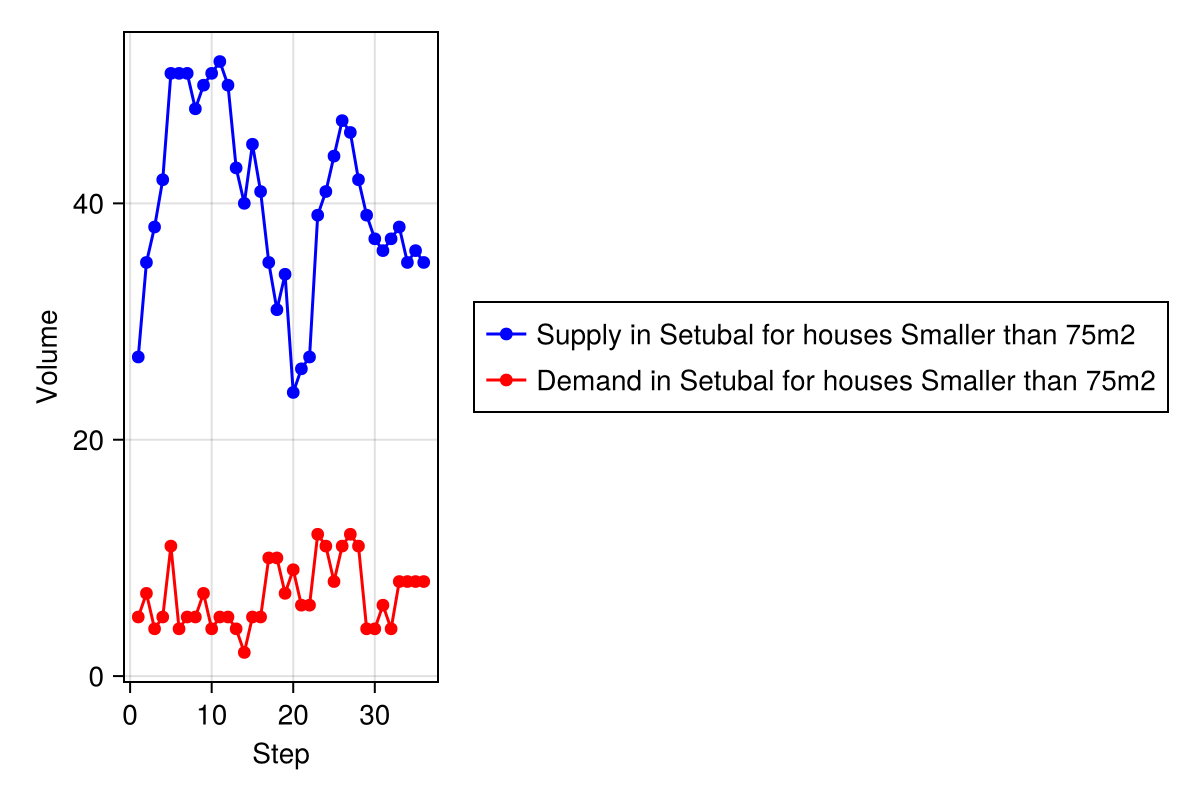 Volume
40
20
0
0 10 20 30
Step
Supply in Setubal for houses Smaller than 75m2
Demand in Setubal for houses Smaller than 75m2